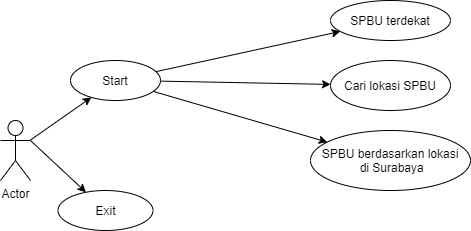 SPBU terdekat
Start
Cari lokasi SPBU
SPBU berdasarkan lokasi
di Surabaya
Actor
Exit